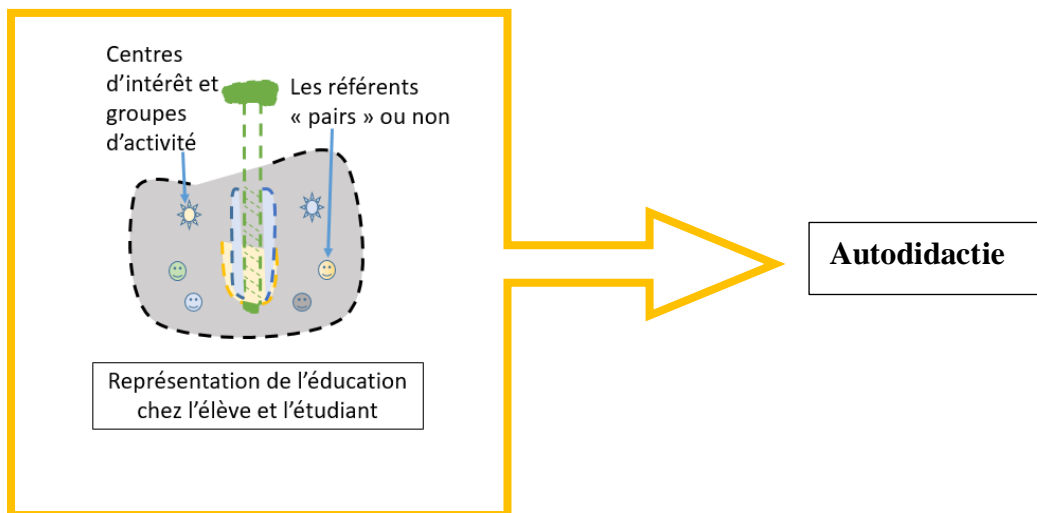 Centres
d’intérêt et
groupes
d’activité
Les référents
« pairs » ou non
Représentation de l’éducation
chez l’élève et l’étudiant
Autodidactie